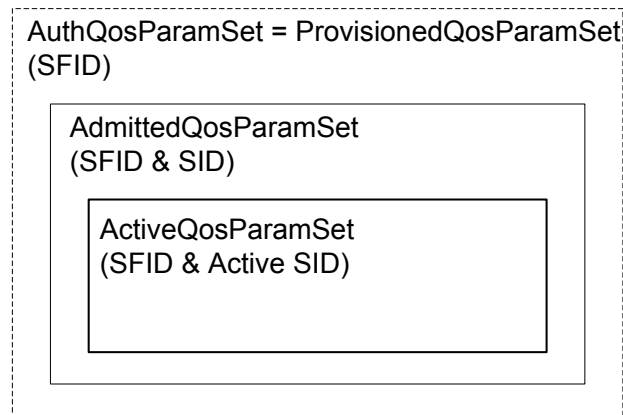 AuthQosParamSet = ProvisionedQosParamSet
(SFID)
AdmittedQosParamSet
(SFID & SID)
ActiveQosParamSet
(SFID & Active SID)